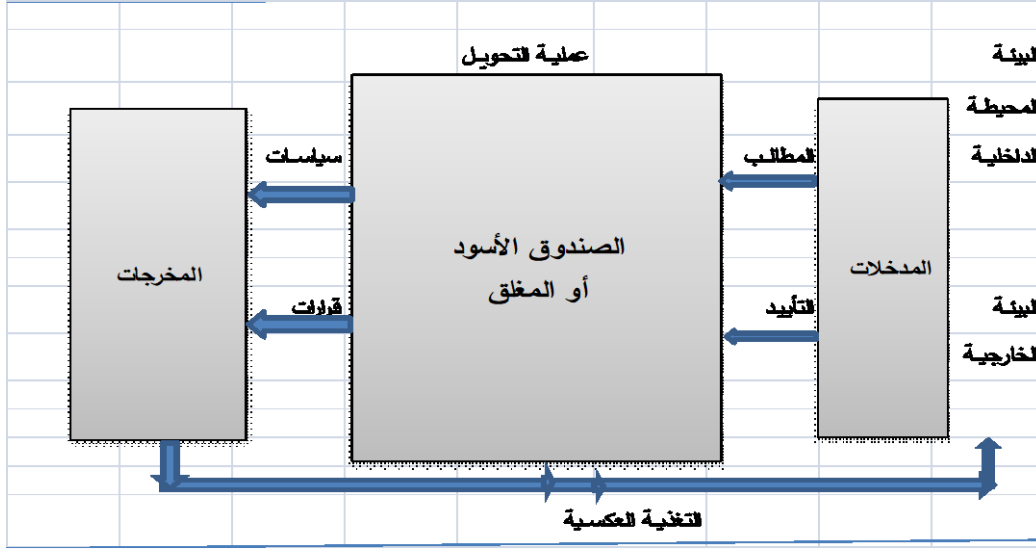 عملية التحويل
البيئة
المحيطة
الداخلية
المطالب
سياسات
الصندوق الأسود
أو المغلق
المدخلات
المخرجات
التأييد
قرارات
البيئة
الخارجية
التغذية العكسية